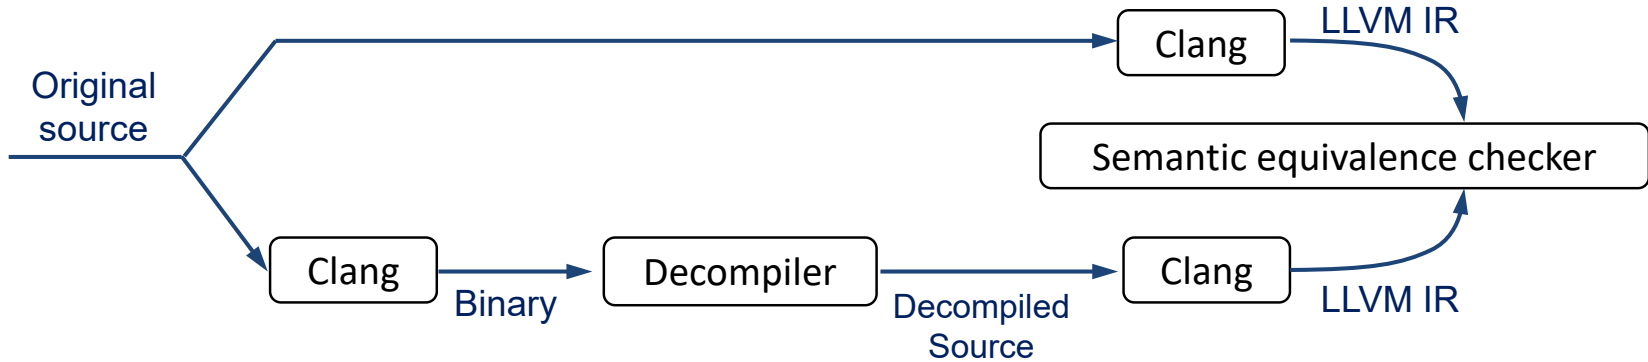 LLVM IR
Clang
Original
source
Semantic equivalence checker
Clang
Binary
Decompiler
Decompiled
Source
Clang
LLVM IR